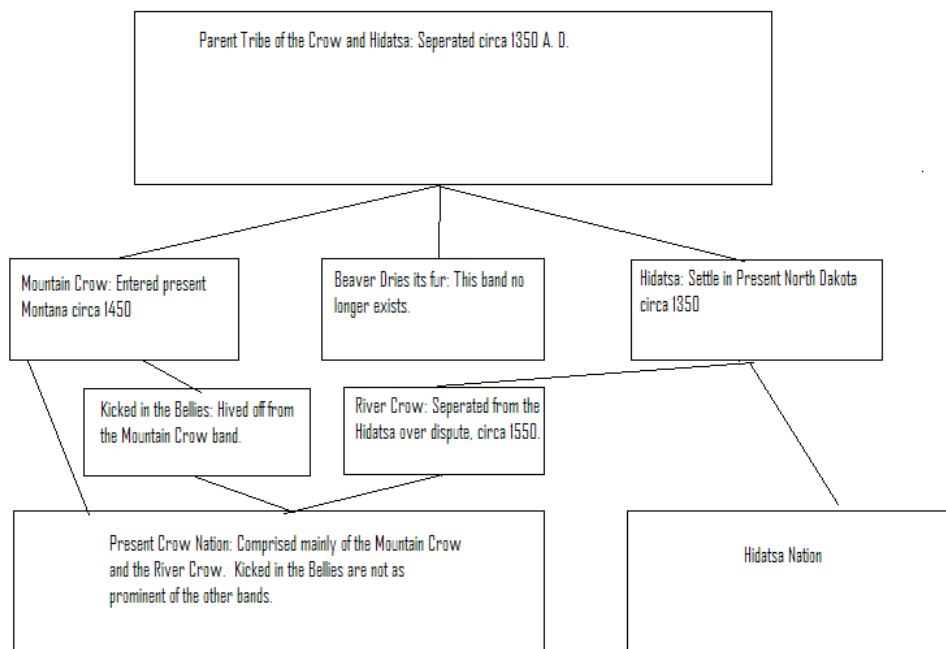 Parent Tribe of the Crow and Hidatsa: Seperated circa 1350 A. D.
Mountain Crow: Entered present
Montana circa 1450
Beaver Dries its fur: This band no
longer exists.
Hidatsa: Settle in Present North Dakota
circa 1350
Kicked in the Bellies: Hived off from
the Mountain Crow band.
River Crow: Seperated from the
Hidatsa over dispute, circa 1550.
Present Crow Nation: Comprised mainly of the Mountain Crow
and the River Crow.  Kicked in the Bellies are not as
prominent of the other bands.
Hidatsa Nation